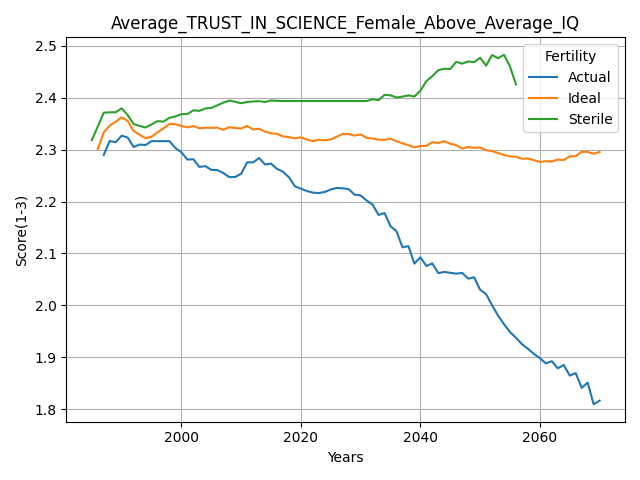 Average_TRUST_IN_SCIENCE_Female_Above_Average_IQ
Score(1-3)
2.5
2.4
2.3
2.2
2.1
2.0
1.9
1.8
Fertility
Actual
Ideal
Sterile
2000
2020
2040
2060
Years